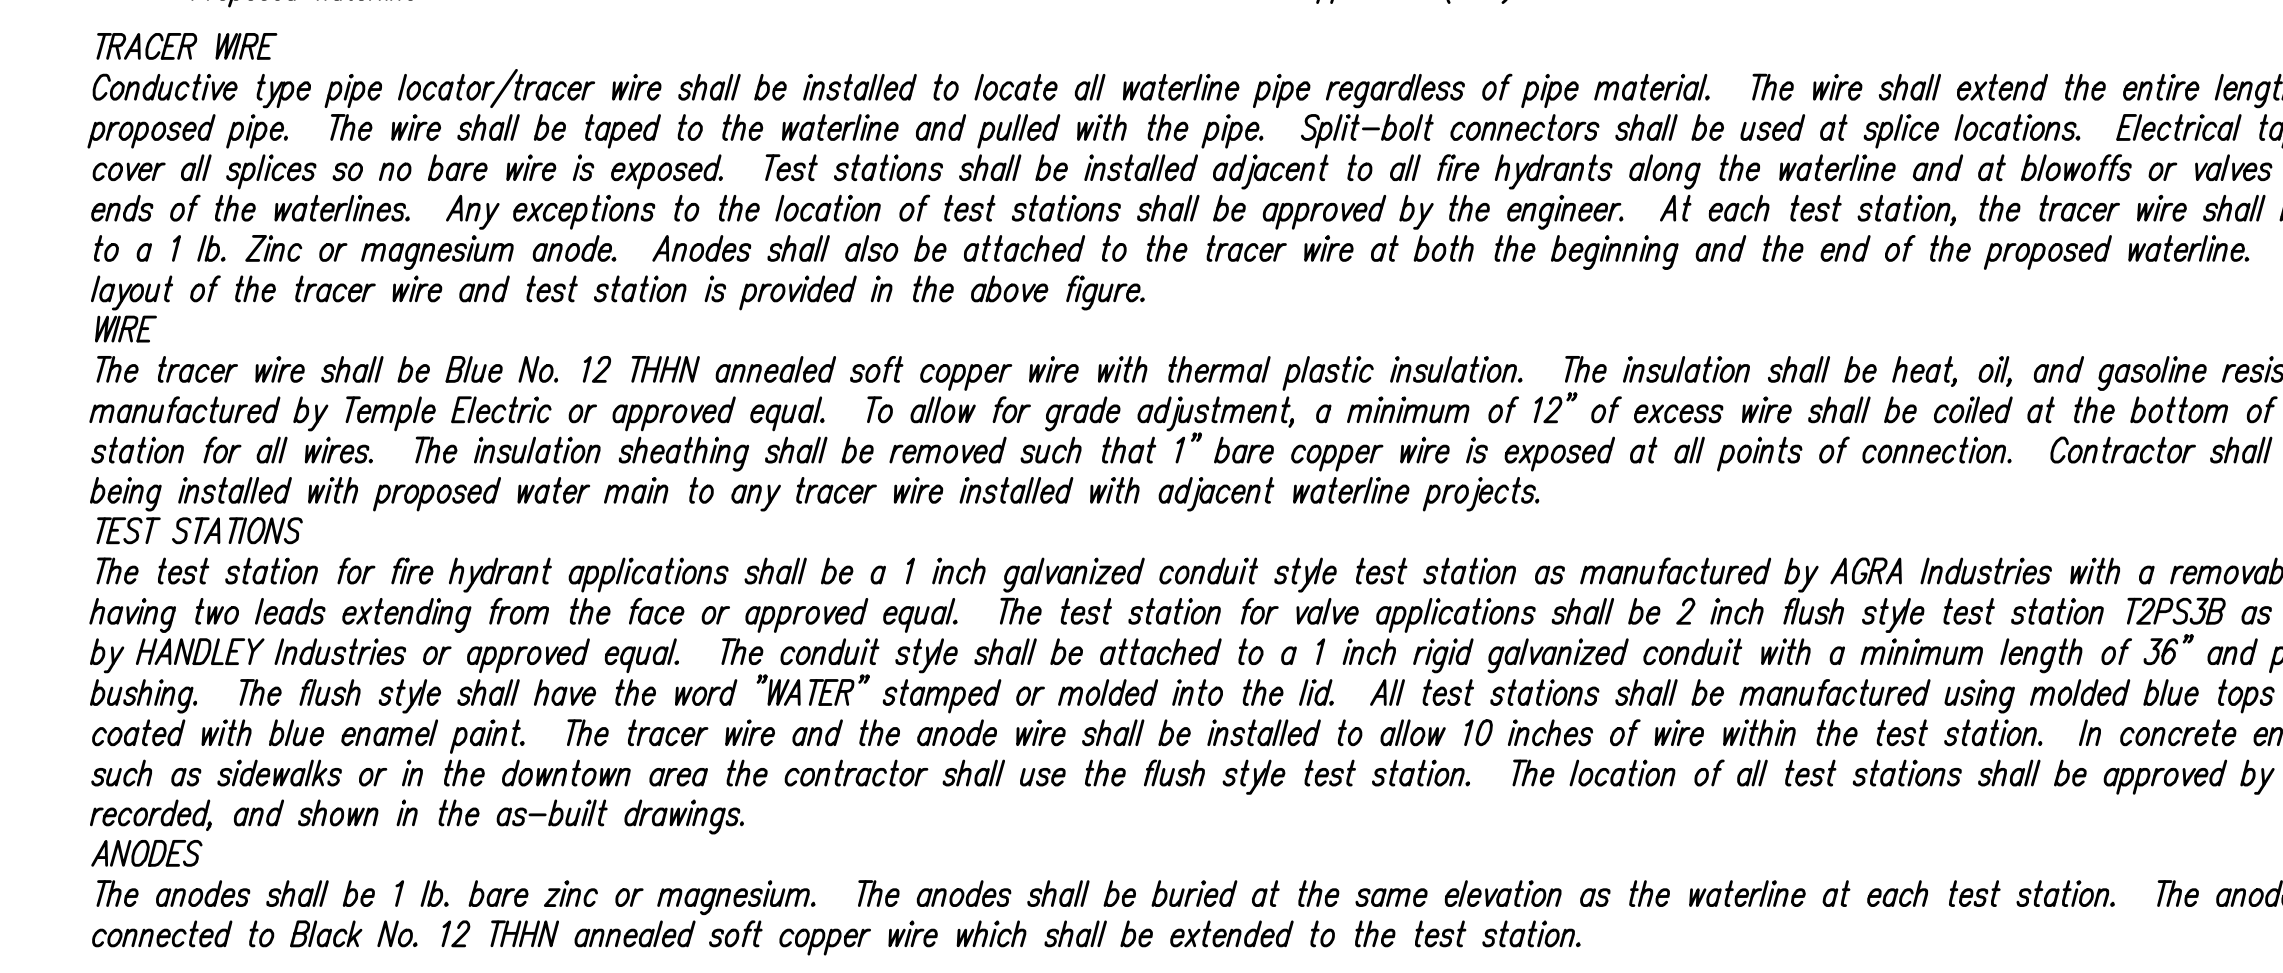 TRACER WIRE
Conductive type pipe locator/tracer wire shall be installed to locate all waterline pipe regardless of pipe material.  The wire shall extend the entire
proposed pipe.  The wire shall be taped to the waterline and pulled with the pipe.  Split-bolt connectors shall be used at splice locations.  Electrical
cover all splices so no bare wire is exposed.  Test stations shall be installed adjacent to all fire hydrants along the waterline and at blowoffs or valves
ends of the waterlines.  Any exceptions to the location of test stations shall be approved by the engineer.  At each test station, the tracer wire shall
to a 1 lb. Zinc or magnesium anode.  Anodes shall also be attached to the tracer wire at both the beginning and the end of the proposed waterline.
layout of the tracer wire and test station is provided in the above figure.
WIRE
The tracer wire shall be Blue No. 12 THHN annealed soft copper wire with thermal plastic insulation.  The insulation shall be heat, oil, and gasoline
manufactured by Temple Electric or approved equal.  To allow for grade adjustment, a minimum of 12" of excess wire shall be coiled at the bottom of
station for all wires.  The insulation sheathing shall be removed such that 1" bare copper wire is exposed at all points of connection.  Contractor shall
being installed with proposed water main to any tracer wire installed with adjacent waterline projects.
TEST STATIONS
The test station for fire hydrant applications shall be a 1 inch galvanized conduit style test station as manufactured by AGRA Industries with a
having two leads extending from the face or approved equal.  The test station for valve applications shall be 2 inch flush style test station T2PS3B as
by HANDLEY Industries or approved equal.  The conduit style shall be attached to a 1 inch rigid galvanized conduit with a minimum length of 36" and
bushing.  The flush style shall have the word "WATER" stamped or molded into the lid.  All test stations shall be manufactured using molded blue tops
coated with blue enamel paint.  The tracer wire and the anode wire shall be installed to allow 10 inches of wire within the test station.  In concrete
such as sidewalks or in the downtown area the contractor shall use the flush style test station.  The location of all test stations shall be approved by
recorded, and shown in the as-built drawings.
ANODES
The anodes shall be 1 lb. bare zinc or magnesium.  The anodes shall be buried at the same elevation as the waterline at each test station.  The
connected to Black No. 12 THHN annealed soft copper wire which shall be extended to the test station.